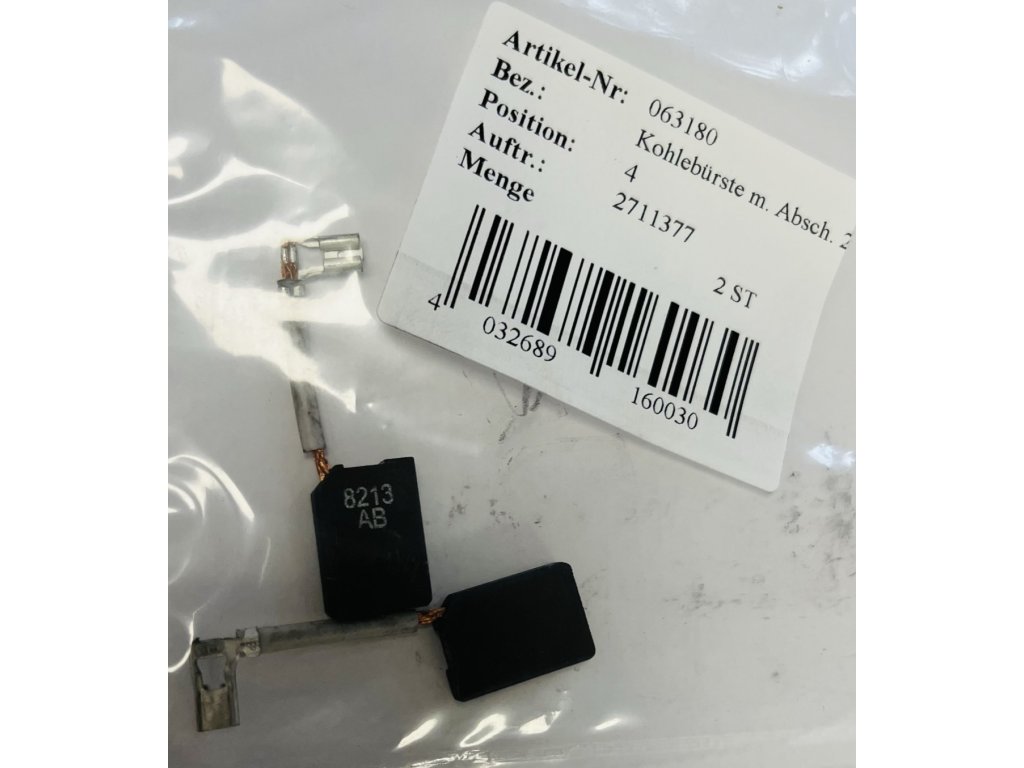 Artikel-Nr: 063180
Bez.: Kohlebürste m. Absch. 2
Position: 4
Auftr.: 2711377
Menge 2 ST
4 032689 160030
8213
AB